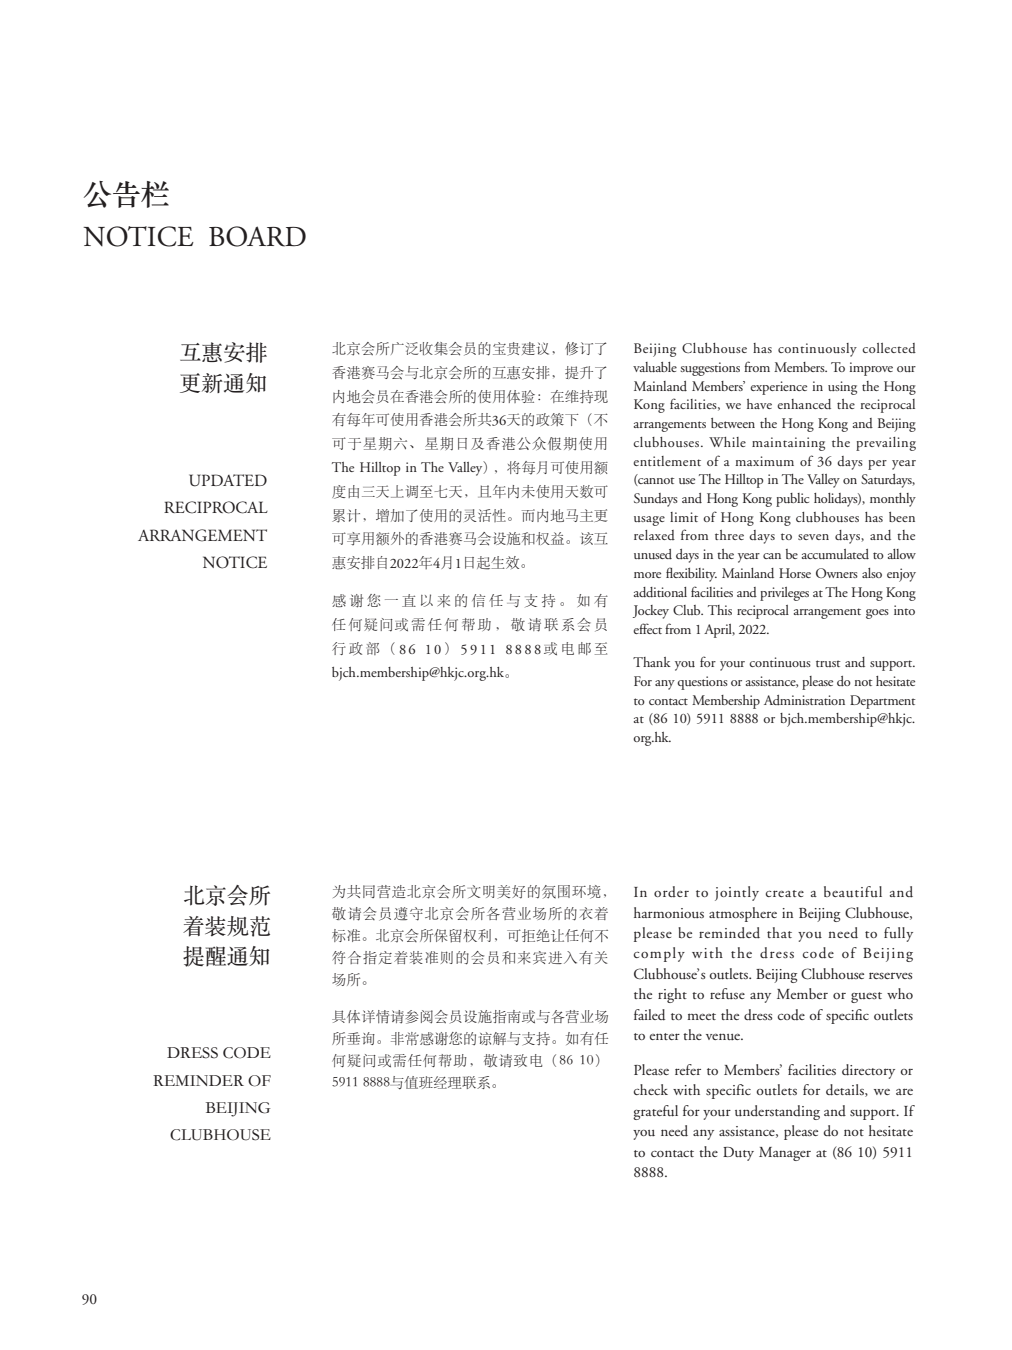 公告栏
NOTICE BOARD
互惠安排
更新通知
UPDATED
RECIPROCAL
ARRANGEMENT
NOTICE
北京会所广泛收集会员的宝贵建议，修订了
香港赛马会与北京会所的互惠安排，提升了
内地会员在香港会所的使用体验：在维持现
有每年可使用香港会所共36天的政策下（不
可于星期六、星期日及香港公众假期使用
The Hilltop in The Valley），将每月可使用额
度由三天上调至七天，且年内未使用天数可
累计，增加了使用的灵活性。而内地马主更
可享用额外的香港赛马会设施和权益。该互
惠安排自2022年4月1日起生效。
感谢您一直以来的信任与支持。如有
任何疑问或需任何帮助，敬请联系会员
行政部（86 10）5911 8888或电邮至
bjch.membership@hkjc.org.hk。
Beijing Clubhouse has continuously collected
valuable suggestions from Members. To improve our
Mainland Members’ experience in using the Hong
Kong facilities, we have enhanced the reciprocal
arrangements between the Hong Kong and Beijing
clubhouses. While maintaining the prevailing
entitlement of a maximum of 36 days per year
(cannot use The Hilltop in The Valley on Saturdays,
Sundays and Hong Kong public holidays), monthly
usage limit of Hong Kong clubhouses has been
relaxed from three days to seven days, and the
unused days in the year can be accumulated to allow
more flexibility. Mainland Horse Owners also enjoy
additional facilities and privileges at The Hong Kong
Jockey Club. This reciprocal arrangement goes into
effect from 1 April, 2022.
Thank you for your continuous trust and support.
For any questions or assistance, please do not hesitate
to contact Membership Administration Department
at (86 10) 5911 8888 or bjch.membership@hkjc.
org.hk.
北京会所
着装规范
提醒通知
DRESS CODE
REMINDER OF
BEIJING
CLUBHOUSE
为共同营造北京会所文明美好的氛围环境，
敬请会员遵守北京会所各营业场所的衣着
标准。北京会所保留权利，可拒绝让任何不
符合指定着装准则的会员和来宾进入有关
场所。
具体详情请参阅会员设施指南或与各营业场
所垂询。非常感谢您的谅解与支持。如有任
何疑问或需任何帮助，敬请致电（86 10）
5911 8888与值班经理联系。
In order to jointly create a beautiful and
harmonious atmosphere in Beijing Clubhouse,
please be reminded that you need to fully
comply with the dress code of Beijing
Clubhouse’s outlets. Beijing Clubhouse reserves
the right to refuse any Member or guest who
failed to meet the dress code of specific outlets
to enter the venue.
Please refer to Members’ facilities directory or
check with specific outlets for details, we are
grateful for your understanding and support. If
you need any assistance, please do not hesitate
to contact the Duty Manager at (86 10) 5911
8888.
90